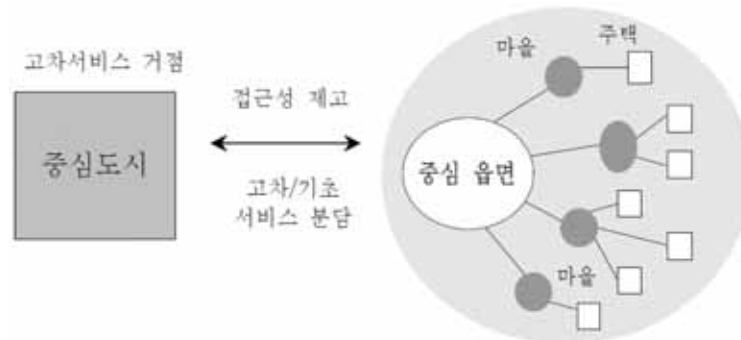 고차서비스 거점
중심도시
접근성 제고
고차/기초
서비스 분담
마을
주택
중심 읍면
마을